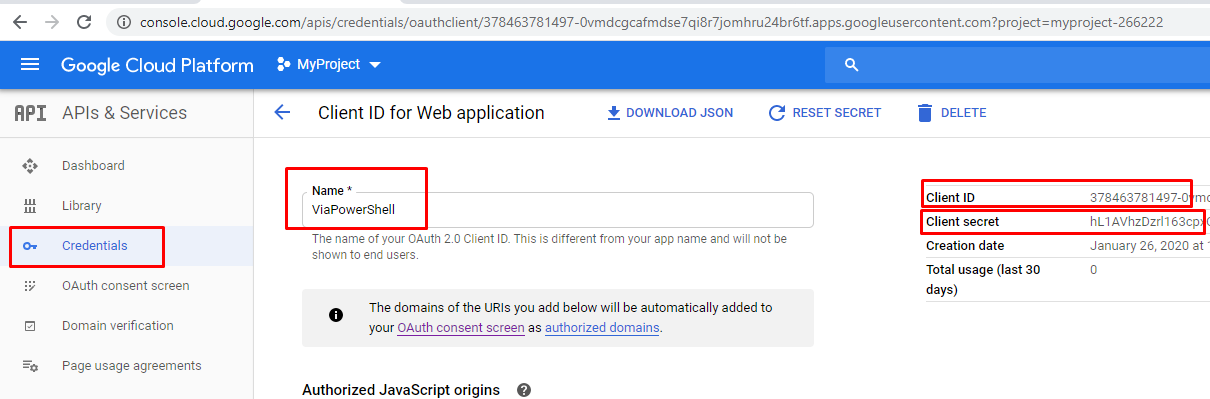 console.cloud.google.com/apis/credentials/oauthclient/378463781497-0vmdcgcafmdse7qi8r7jomhru24br6tf.apps.googleusercontent.com?project=myproject-266222
Google Cloud Platform
MyProject
API
APIs & Services
Client ID for Web application
DOWNLOAD JSON
RESET SECRET
DELETE
Dashboard
Library
Credentials
OAuth consent screen
Domain verification
Page usage agreements
Name *
ViaPowerShell
The name of your OAuth 2.0 Client ID. This is different from your app name and will not be
shown to end users.
The domains of the URIs you add below will be automatically added to
your OAuth consent screen as authorized domains.
Authorized JavaScript origins
Client ID 378463781497-0vmd
Client secret hL1AVhzDzrl163cpx
Creation date January 26, 2020 at
Total usage (last 30 0
days)